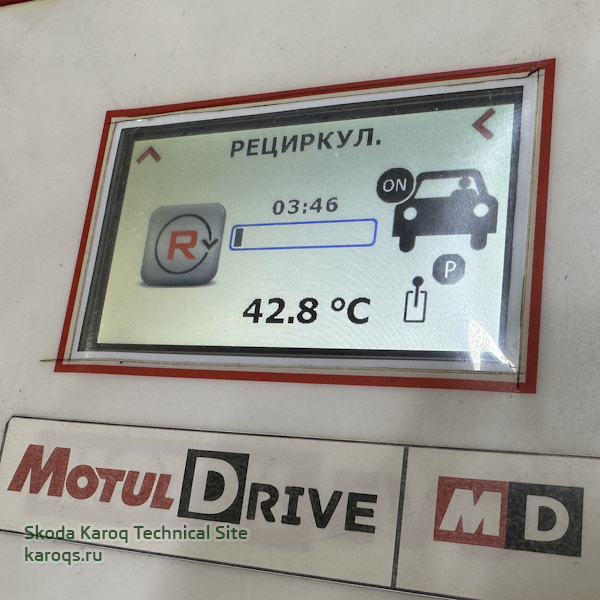 РЕЦИРКУЛ.
ON
03:46
R
P
42.8 °C
MOTUL DRIVE
MD
Skoda Karoq Technical Site
karoqs.ru